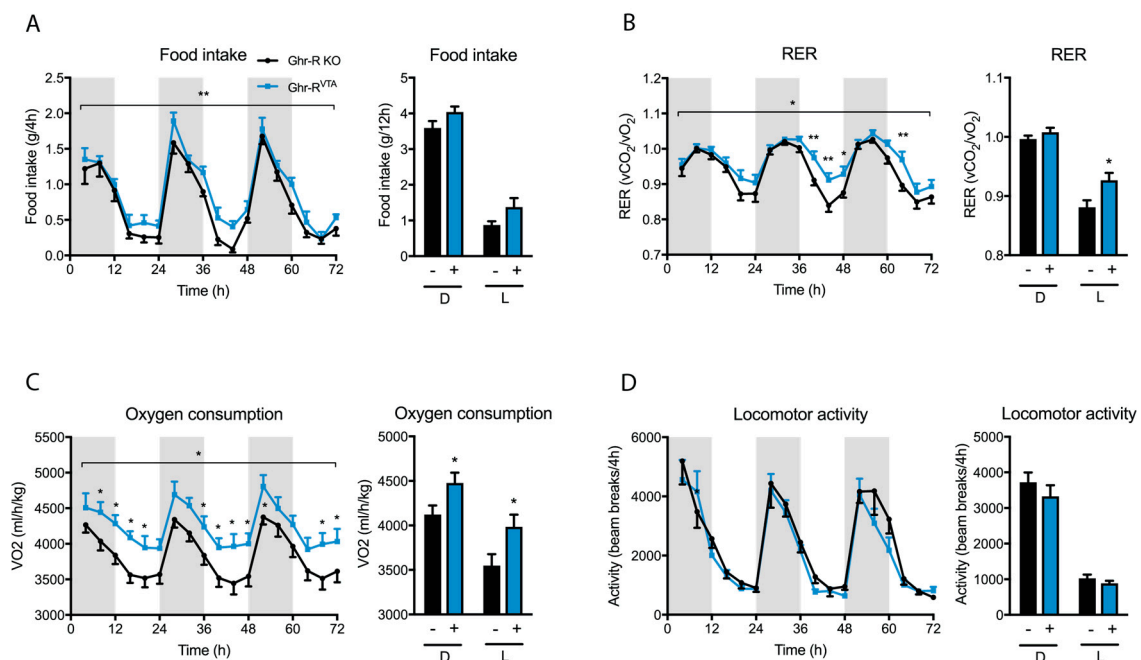 A
Food intake
Ghr-R KO
Ghr-RVTA
**
Food intake (g/4h)
2.5
2.0
1.5
1.0
0.5
0.0
0 12 24 36 48 60 72
Time (h)
Food intake
Food intake (g/12h)
5
4
3
2
1
0
- + - +
D L
B
RER
*
** ** * **
RER (vCO2/vO2)
1.2
1.1
1.0
0.9
0.8
0.7
0 12 24 36 48 60 72
Time (h)
RER
RER (vCO2/vO2)
1.1
1.0
0.9
0.8
*
- + - +
D L
C
Oxygen consumption
*
* * * * * * * * * * *
VO2 (ml/h/kg)
5500
5000
4500
4000
3500
3000
0 12 24 36 48 60 72
Time (h)
Oxygen consumption
VO2 (ml/h/kg)
5000
4500
4000
3500
3000
* *
- + - +
D L
D
Locomotor activity
Activity (beam breaks/4h)
6000
4000
2000
0
0 12 24 36 48 60 72
Time (h)
Locomotor activity
Activity (beam breaks/4h)
5000
4000
3000
2000
1000
0
- + - +
D L